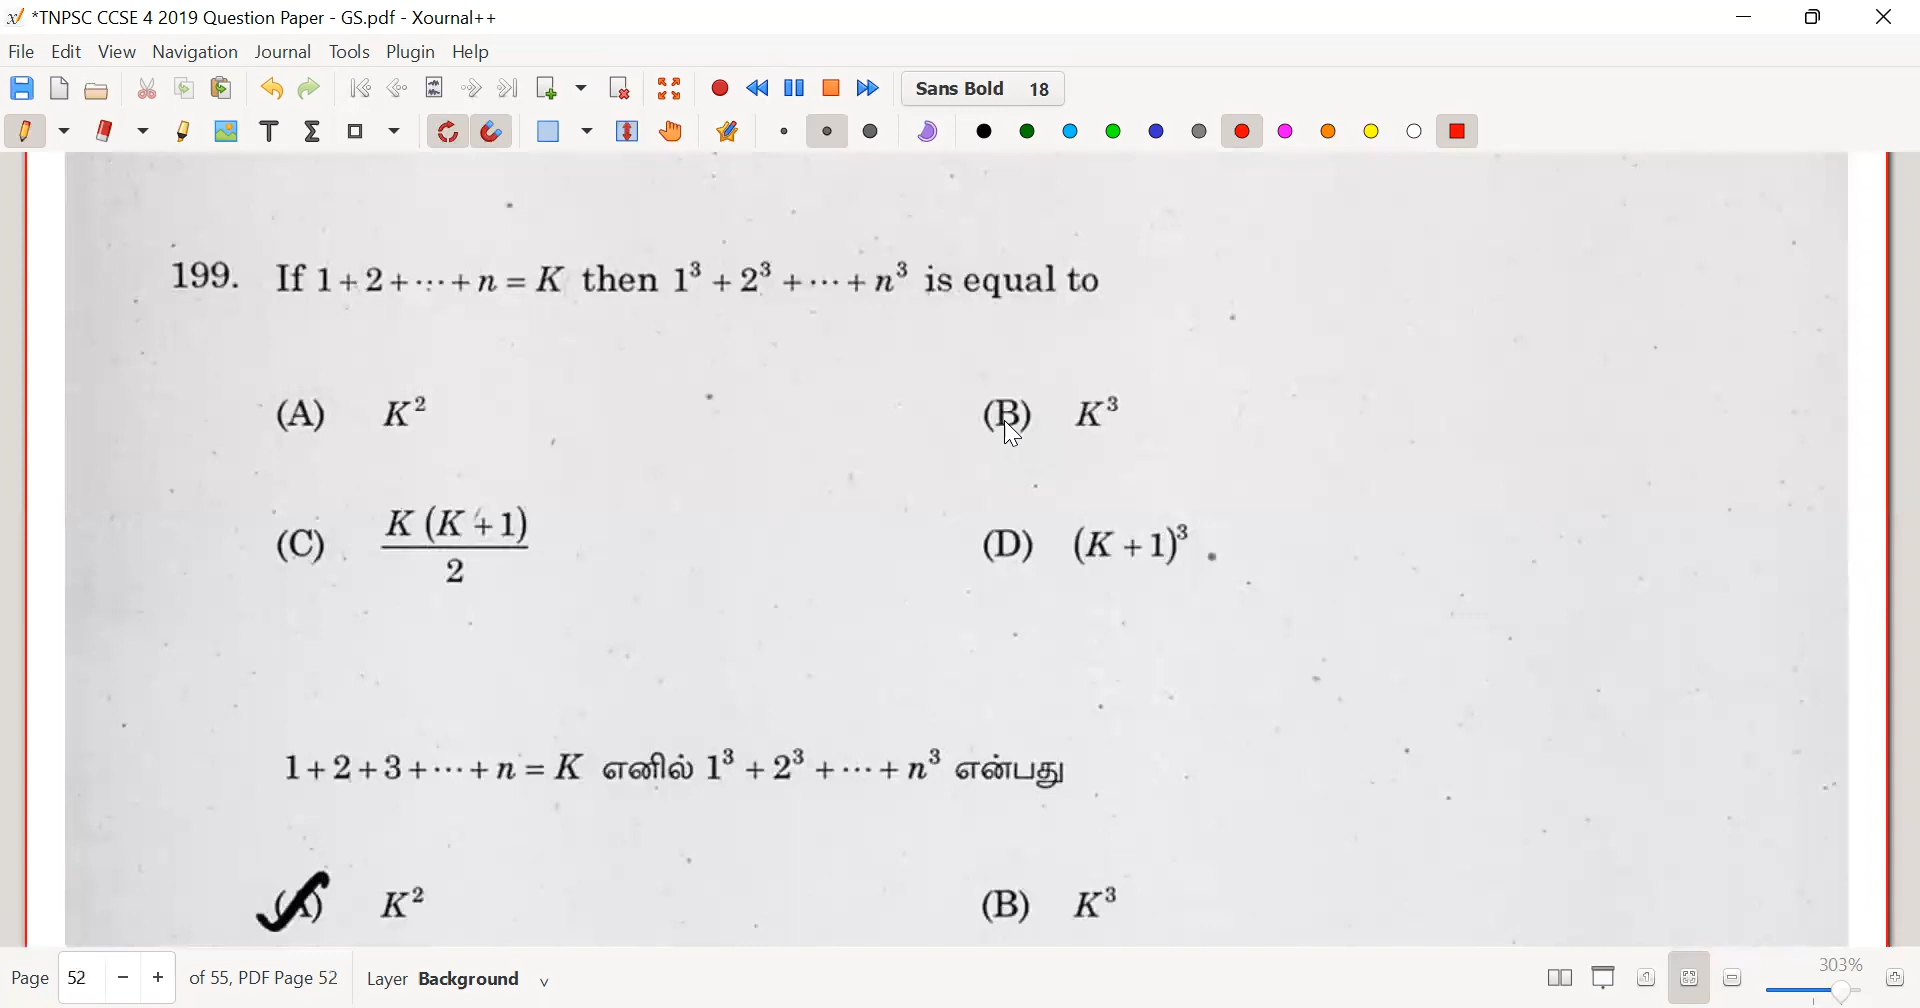 *TNPSC CCSE 4 2019 Question Paper - GS.pdf - Xournal++
File Edit View Navigation Journal Tools Plugin Help
Sans Bold 18
199. If 1 + 2 + ··· + n = K then 1³ + 2³ + ··· + n³ is equal to
(A) K² (B) K³
(C) K (K + 1) / 2 (D) (K + 1)³ .
1 + 2 + 3 + ··· + n = K எனில் 1³ + 2³ + ··· + n³ என்பது
(A) K² (B) K³
303%
Page 52 − + of 55, PDF Page 52 Layer Background